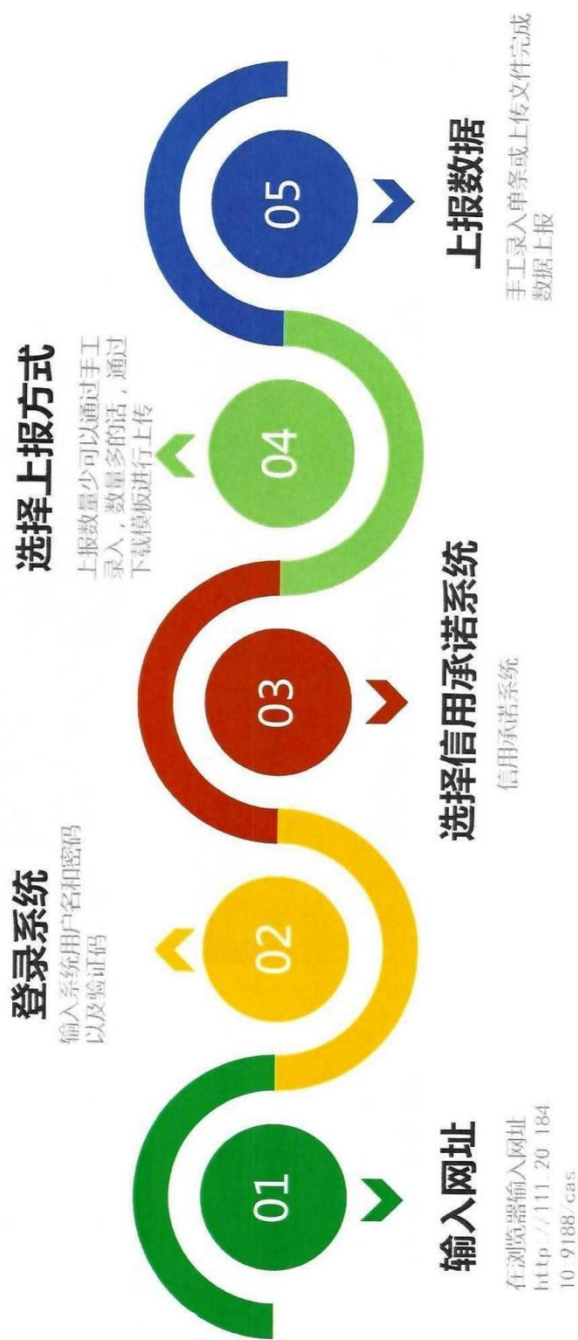 01
输入网址
在浏览器输入网址
http://111.20.184
10.9188/cas
02
登录系统
输入系统用户名和密码
以及验证码
03
选择信用承诺系统
信用承诺系统
04
选择上报方式
上报数量少可以通过手工
录入，数量多的话，通过
下载模板进行上传
05
上报数据
手工录入单条或上传文件完成
数据上报